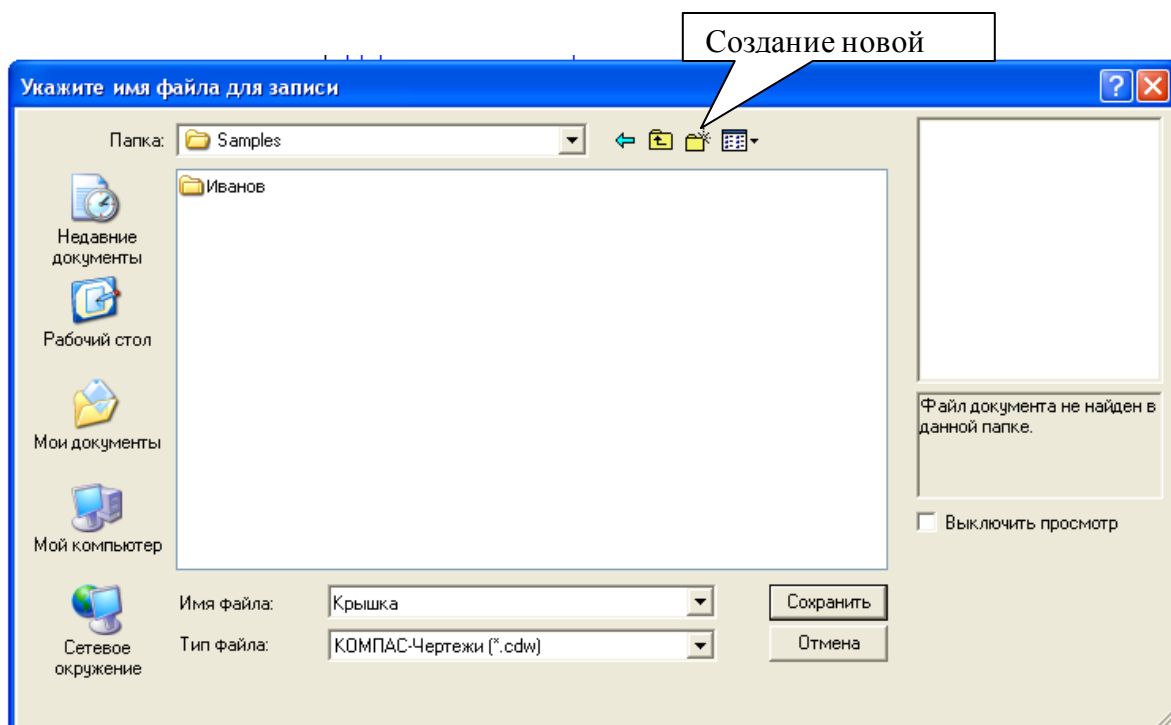 Создание новой
Укажите имя файла для записи
Папка:
Samples
Иванов
Недавние
документы
Рабочий стол
Мои документы
Мой компьютер
Сетевое
окружение
Файл документа не найден в
данной папке.
Выключить просмотр
Имя файла:
Крышка
Сохранить
Тип файла:
КОМПАС-Чертежи (*.cdw)
Отмена